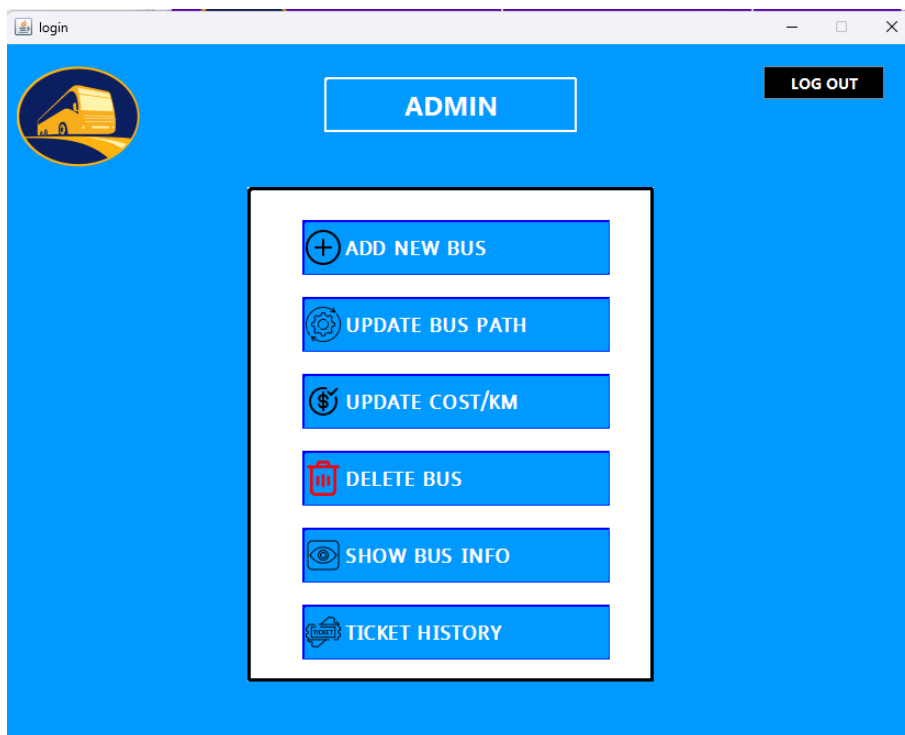 login
LOG OUT
ADMIN
ADD NEW BUS
UPDATE BUS PATH
UPDATE COST/KM
DELETE BUS
SHOW BUS INFO
TICKET
TICKET HISTORY